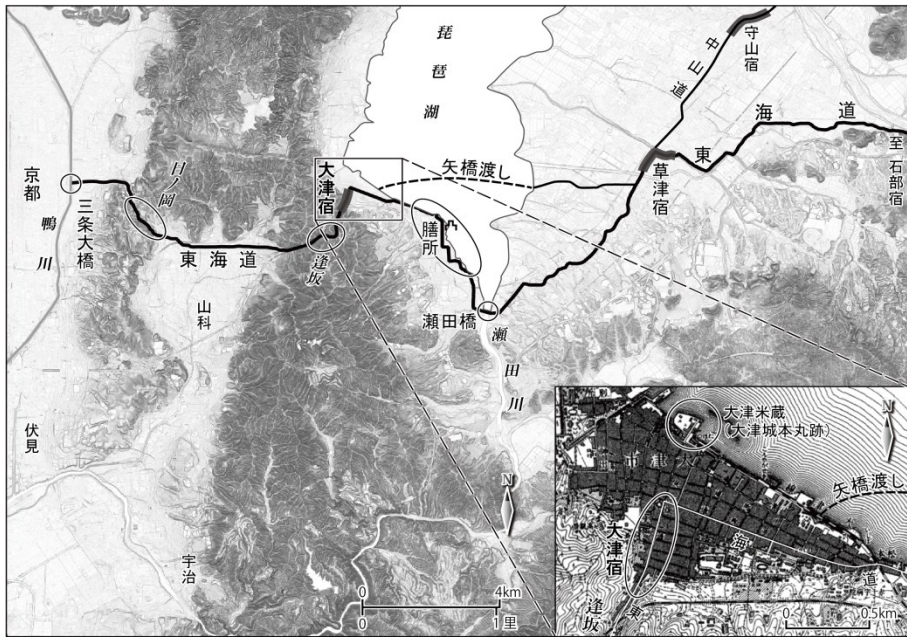 琵琶湖
守山宿
中山道
東海道
至 石部宿
京都
鴨川
三条大橋
日ノ岡
大津宿
矢橋渡し
草津宿
東海道
逢坂
膳所
山科
瀬田橋
瀬田川
伏見
宇治
N
0 4km
0 1里
大津米蔵
(大津城本丸跡)
N
矢橋渡し
大津宿
東海道
逢坂
0 0.5km